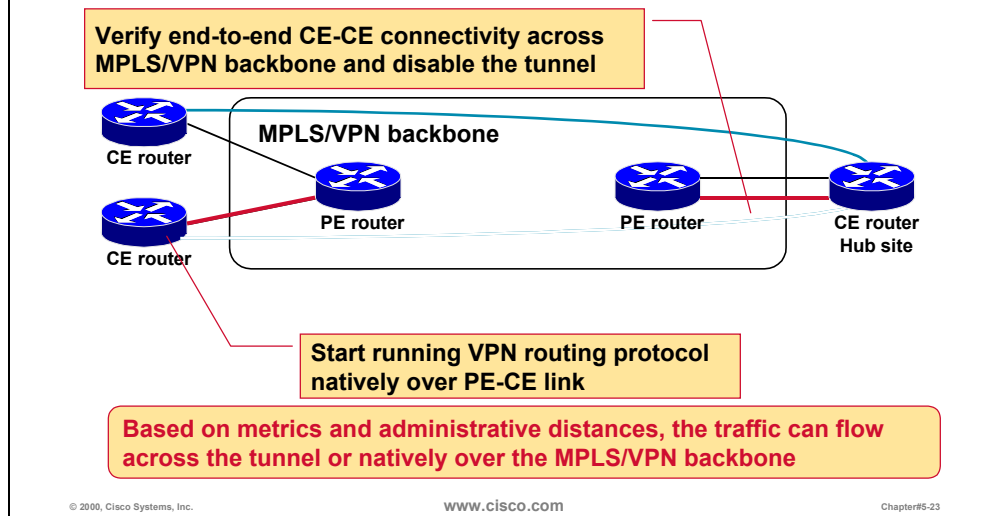 Verify end-to-end CE-CE connectivity across
MPLS/VPN backbone and disable the tunnel
MPLS/VPN backbone
CE router
PE router
PE router
CE router
Hub site
CE router
Start running VPN routing protocol
natively over PE-CE link
Based on metrics and administrative distances, the traffic can flow
across the tunnel or natively over the MPLS/VPN backbone
© 2000, Cisco Systems, Inc.
www.cisco.com
Chapter#5-23